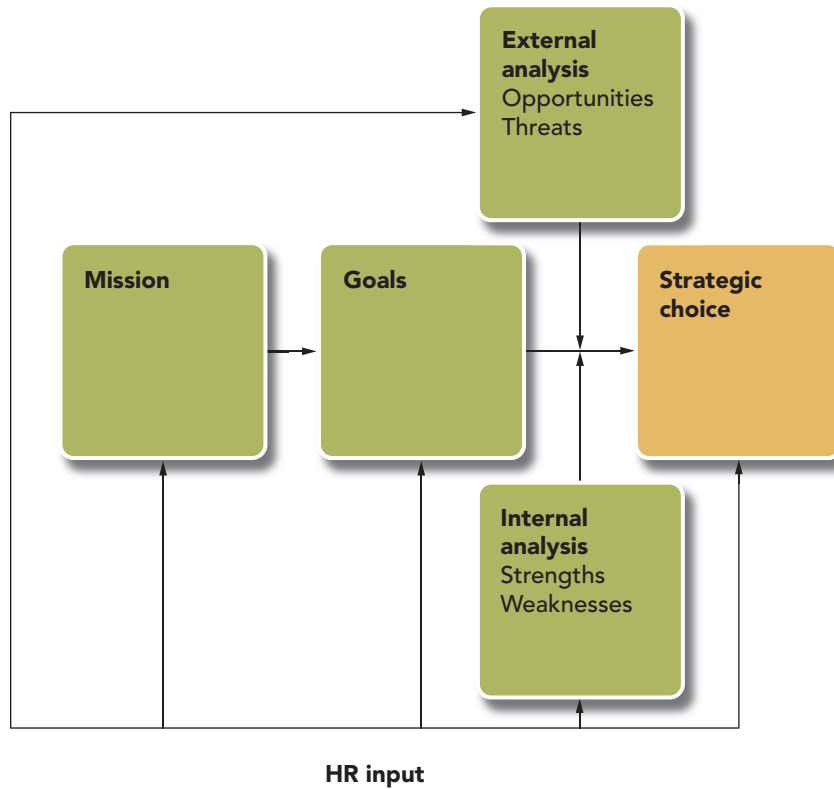 External
analysis
Opportunities
Threats
Mission
Goals
Strategic
choice
Internal
analysis
Strengths
Weaknesses
HR input